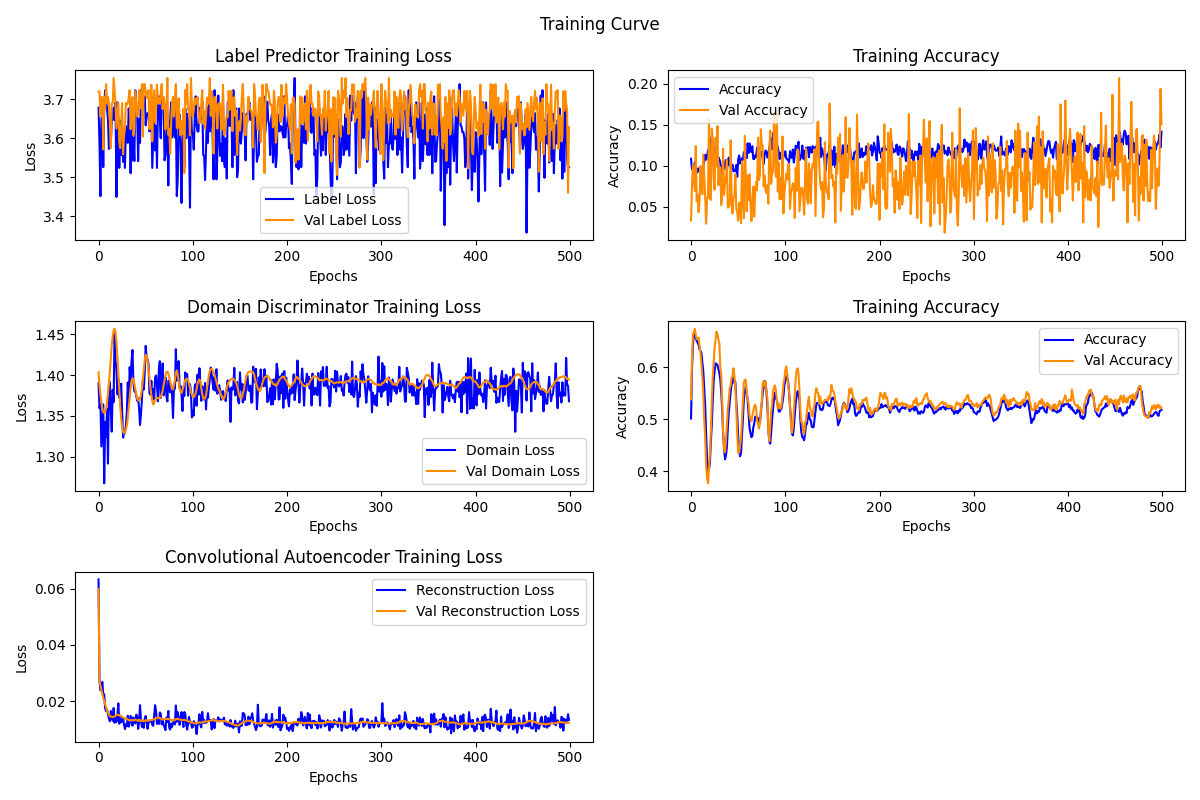 Training Curve
Label Predictor Training Loss
Loss
3.7
3.6
3.5
3.4
Label Loss
Val Label Loss
0 100 200 300 400 500
Epochs
Training Accuracy
Accuracy
0.20
0.15
0.10
0.05
Accuracy
Val Accuracy
0 100 200 300 400 500
Epochs
Domain Discriminator Training Loss
Loss
1.45
1.40
1.35
1.30
Domain Loss
Val Domain Loss
0 100 200 300 400 500
Epochs
Training Accuracy
Accuracy
0.6
0.5
0.4
Accuracy
Val Accuracy
0 100 200 300 400 500
Epochs
Convolutional Autoencoder Training Loss
Loss
0.06
0.04
0.02
Reconstruction Loss
Val Reconstruction Loss
0 100 200 300 400 500
Epochs